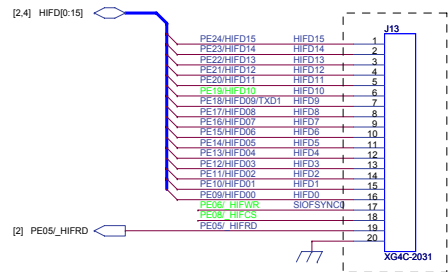 [2,4] HIFD[0:15]
J13
PE24/HIFD15 HIFD15 1
PE23/HIFD14 HIFD14 2
PE22/HIFD13 HIFD13 3
PE21/HIFD12 HIFD12 4
PE20/HIFD11 HIFD11 5
PE19/HIFD10 HIFD10 6
PE18/HIFD09/TXD1 HIFD9 7
PE17/HIFD08 HIFD8 8
PE16/HIFD07 HIFD7 9
PE15/HIFD06 HIFD6 10
PE14/HIFD05 HIFD5 11
PE13/HIFD04 HIFD4 12
PE12/HIFD03 HIFD3 13
PE11/HIFD02 HIFD2 14
PE10/HIFD01 HIFD1 15
PE09/HIFD00 HIFD0 16
PE06/_HIFWR SIOFSYNC0 17
PE08/_HIFCS 18
[2] PE05/_HIFRD PE05/_HIFRD 19
20
XG4C-2031